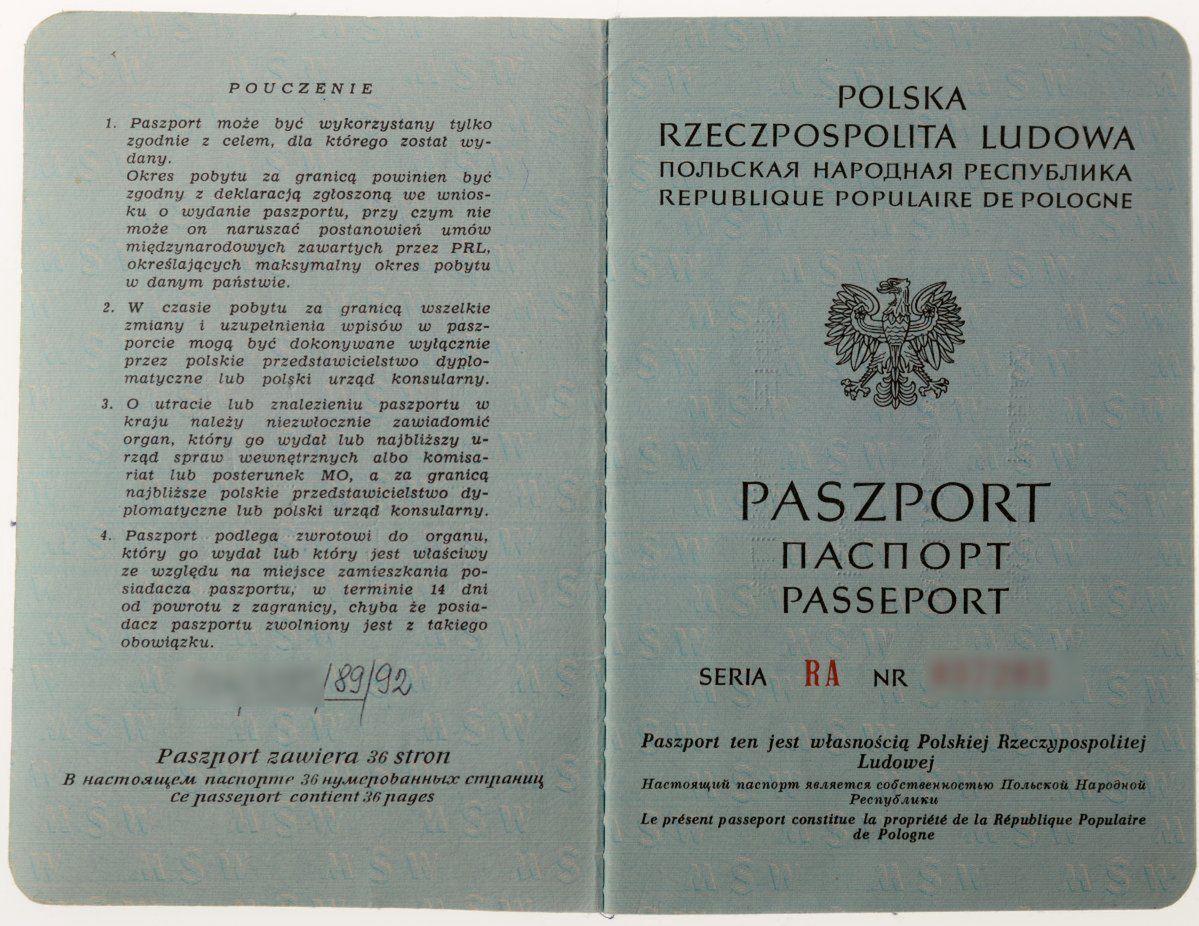 POUCZENIE
1. Paszport może być wykorzystany tylko
zgodnie z celem, dla którego został wy-
dany.
Okres pobytu za granicą powinien być
zgodny z deklaracją zgłoszoną we wnios-
ku o wydanie paszportu, przy czym nie
może on naruszać postanowień umów
międzynarodowych zawartych przez PRL,
określających maksymalny okres pobytu
w danym państwie.
2. W czasie pobytu za granicą wszelkie
zmiany i uzupełnienia wpisów w pasz-
porcie mogą być dokonywane wyłącznie
przez polskie przedstawicielstwo dyplo-
matyczne lub polski urząd konsularny.
3. O utracie lub znalezieniu paszportu w
kraju należy niezwłocznie zawiadomić
organ, który go wydał lub najbliższy u-
rząd spraw wewnętrznych albo komisa-
riat lub posterunek MO, a za granicą
najbliższe polskie przedstawicielstwo dy-
plomatyczne lub polski urząd konsularny.
4. Paszport podlega zwrotowi do organu,
który go wydał lub który jest właściwy
ze względu na miejsce zamieszkania po-
siadacza paszportu, w terminie 14 dni
od powrotu z zagranicy, chyba że posia-
dacz paszportu zwolniony jest z takiego
obowiązku.
/89/92
Paszport zawiera 36 stron
В настоящем паспорте 36 нумерованных страниц
Ce passeport contient 36 pages
POLSKA
RZECZPOSPOLITA LUDOWA
ПОЛЬСКАЯ НАРОДНАЯ РЕСПУБЛИКА
REPUBLIQUE POPULAIRE DE POLOGNE
PASZPORT
ПАСПОРТ
PASSEPORT
SERIA RA NR
Paszport ten jest własnością Polskiej Rzeczypospolitej
Ludowej
Настоящий паспорт является собственностью Польской Народной
Республики
Le présent passeport constitue la propriété de la République Populaire
de Pologne